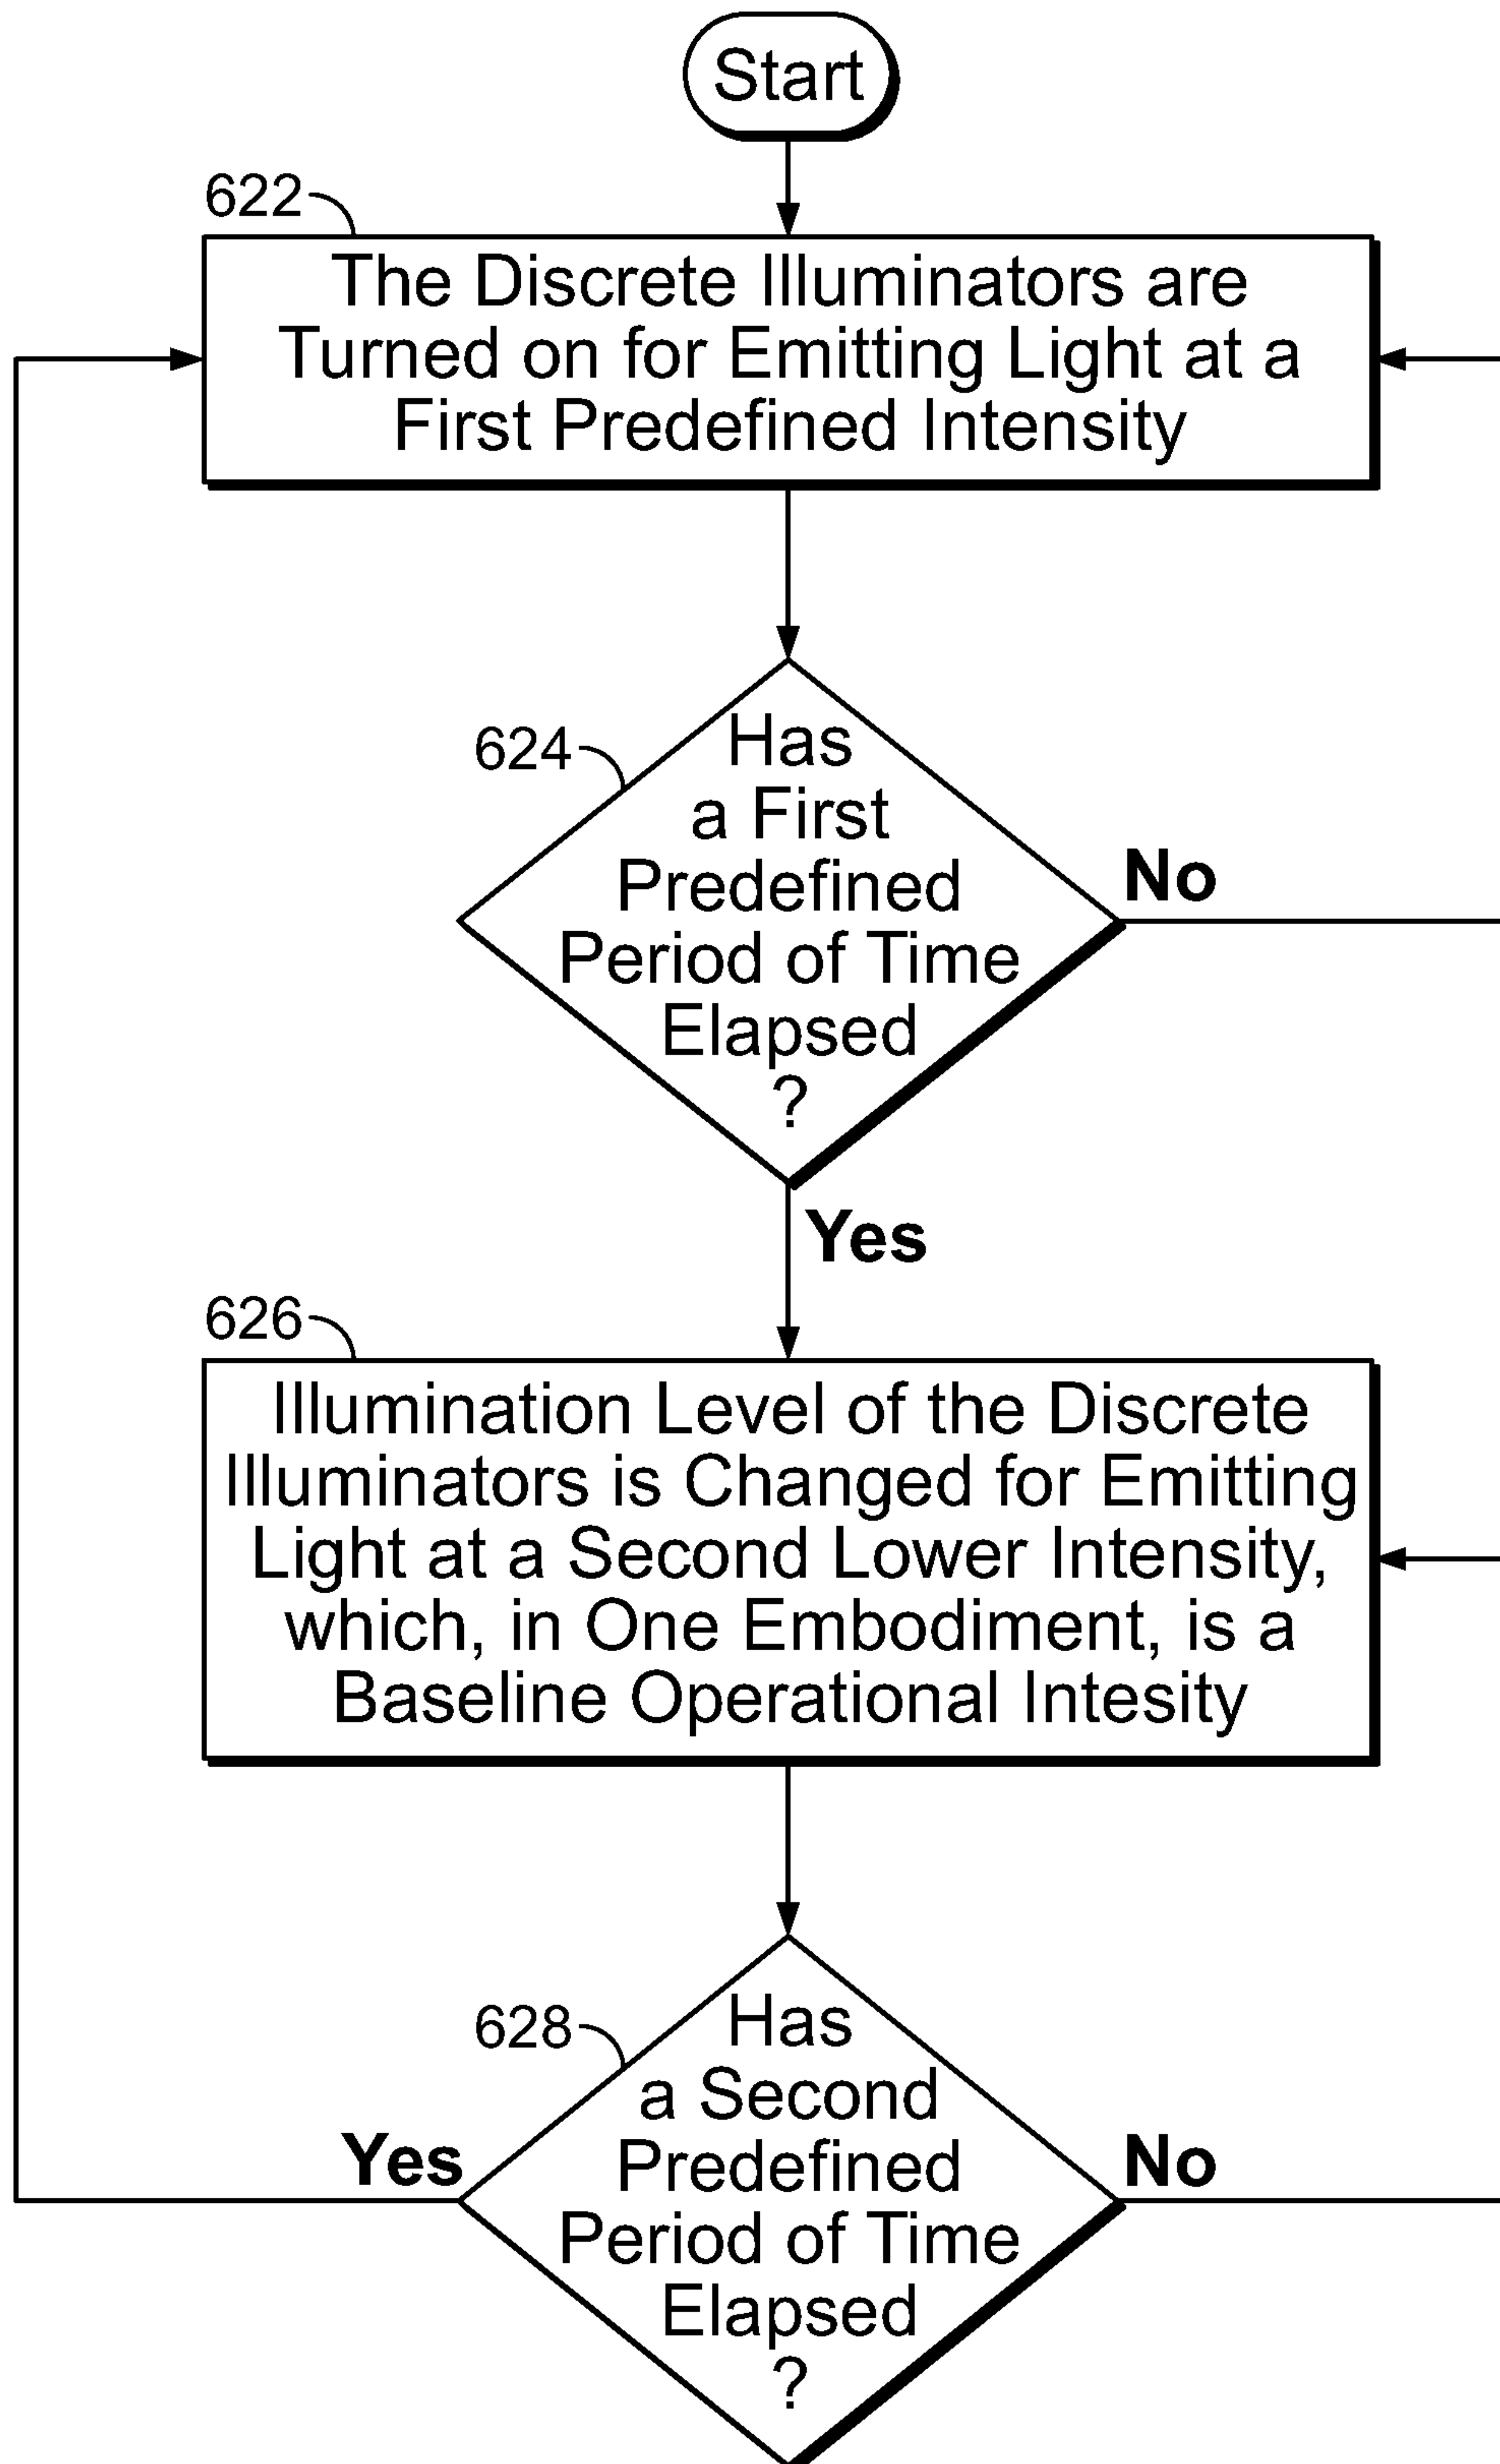 Start
622
The Discrete Illuminators are
Turned on for Emitting Light at a
First Predefined Intensity
624
Has
a First
Predefined
Period of Time
Elapsed
?
No
Yes
626
Illumination Level of the Discrete
Illuminators is Changed for Emitting
Light at a Second Lower Intensity,
which, in One Embodiment, is a
Baseline Operational Intesity
628
Has
a Second
Predefined
Period of Time
Elapsed
?
Yes
No